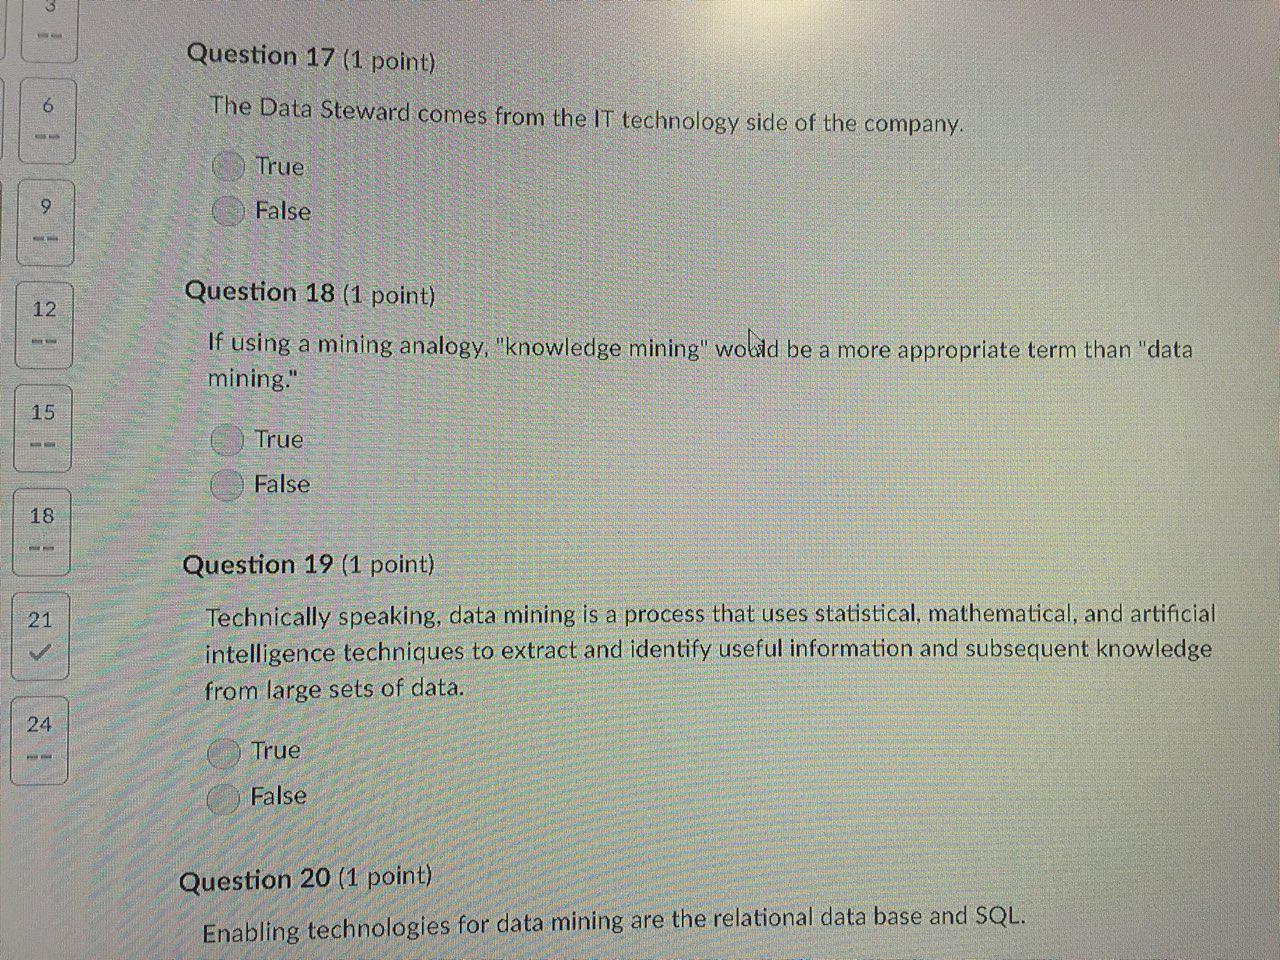 3
--
Question 17 (1 point)
The Data Steward comes from the IT technology side of the company.
True
False
6
--
9
--
Question 18 (1 point)
If using a mining analogy, "knowledge mining" would be a more appropriate term than "data
mining."
True
False
12
--
15
--
18
--
Question 19 (1 point)
Technically speaking, data mining is a process that uses statistical, mathematical, and artificial
intelligence techniques to extract and identify useful information and subsequent knowledge
from large sets of data.
True
False
21
24
--
Question 20 (1 point)
Enabling technologies for data mining are the relational data base and SQL.